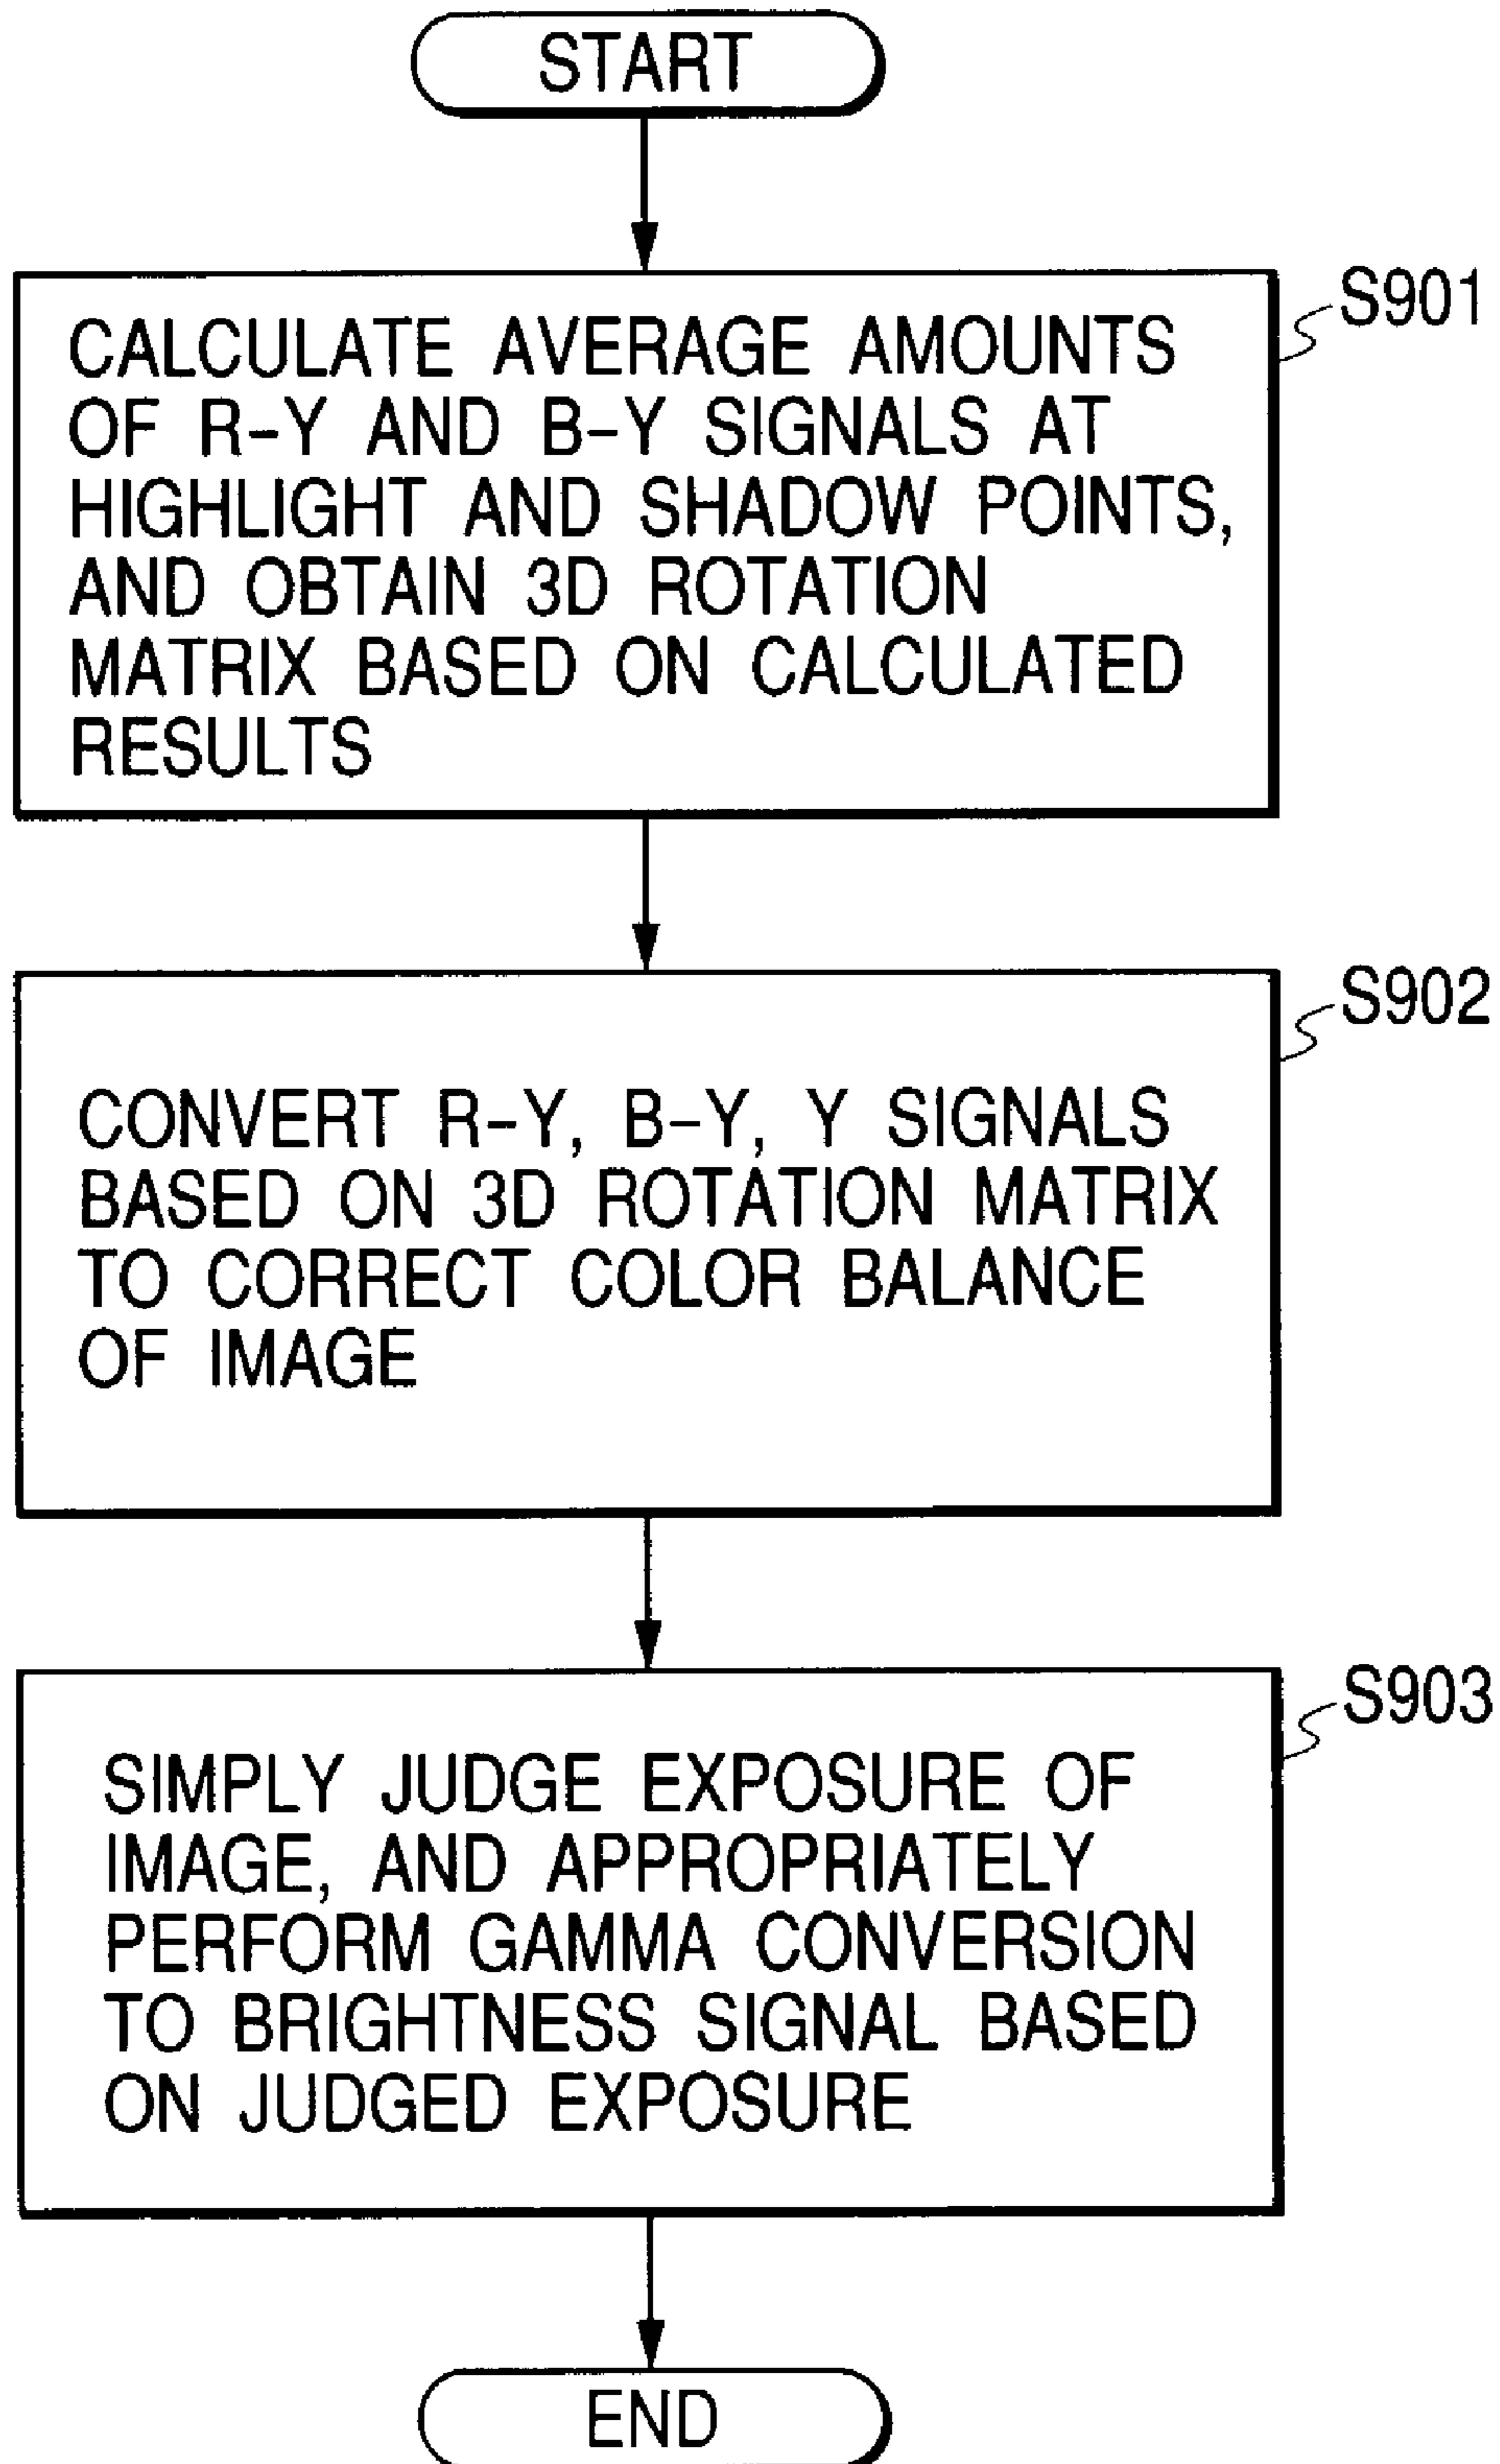 START
S901
CALCULATE AVERAGE AMOUNTS
OF R-Y AND B-Y SIGNALS AT
HIGHLIGHT AND SHADOW POINTS,
AND OBTAIN 3D ROTATION
MATRIX BASED ON CALCULATED
RESULTS
S902
CONVERT R-Y, B-Y, Y SIGNALS
BASED ON 3D ROTATION MATRIX
TO CORRECT COLOR BALANCE
OF IMAGE
S903
SIMPLY JUDGE EXPOSURE OF
IMAGE, AND APPROPRIATELY
PERFORM GAMMA CONVERSION
TO BRIGHTNESS SIGNAL BASED
ON JUDGED EXPOSURE
END